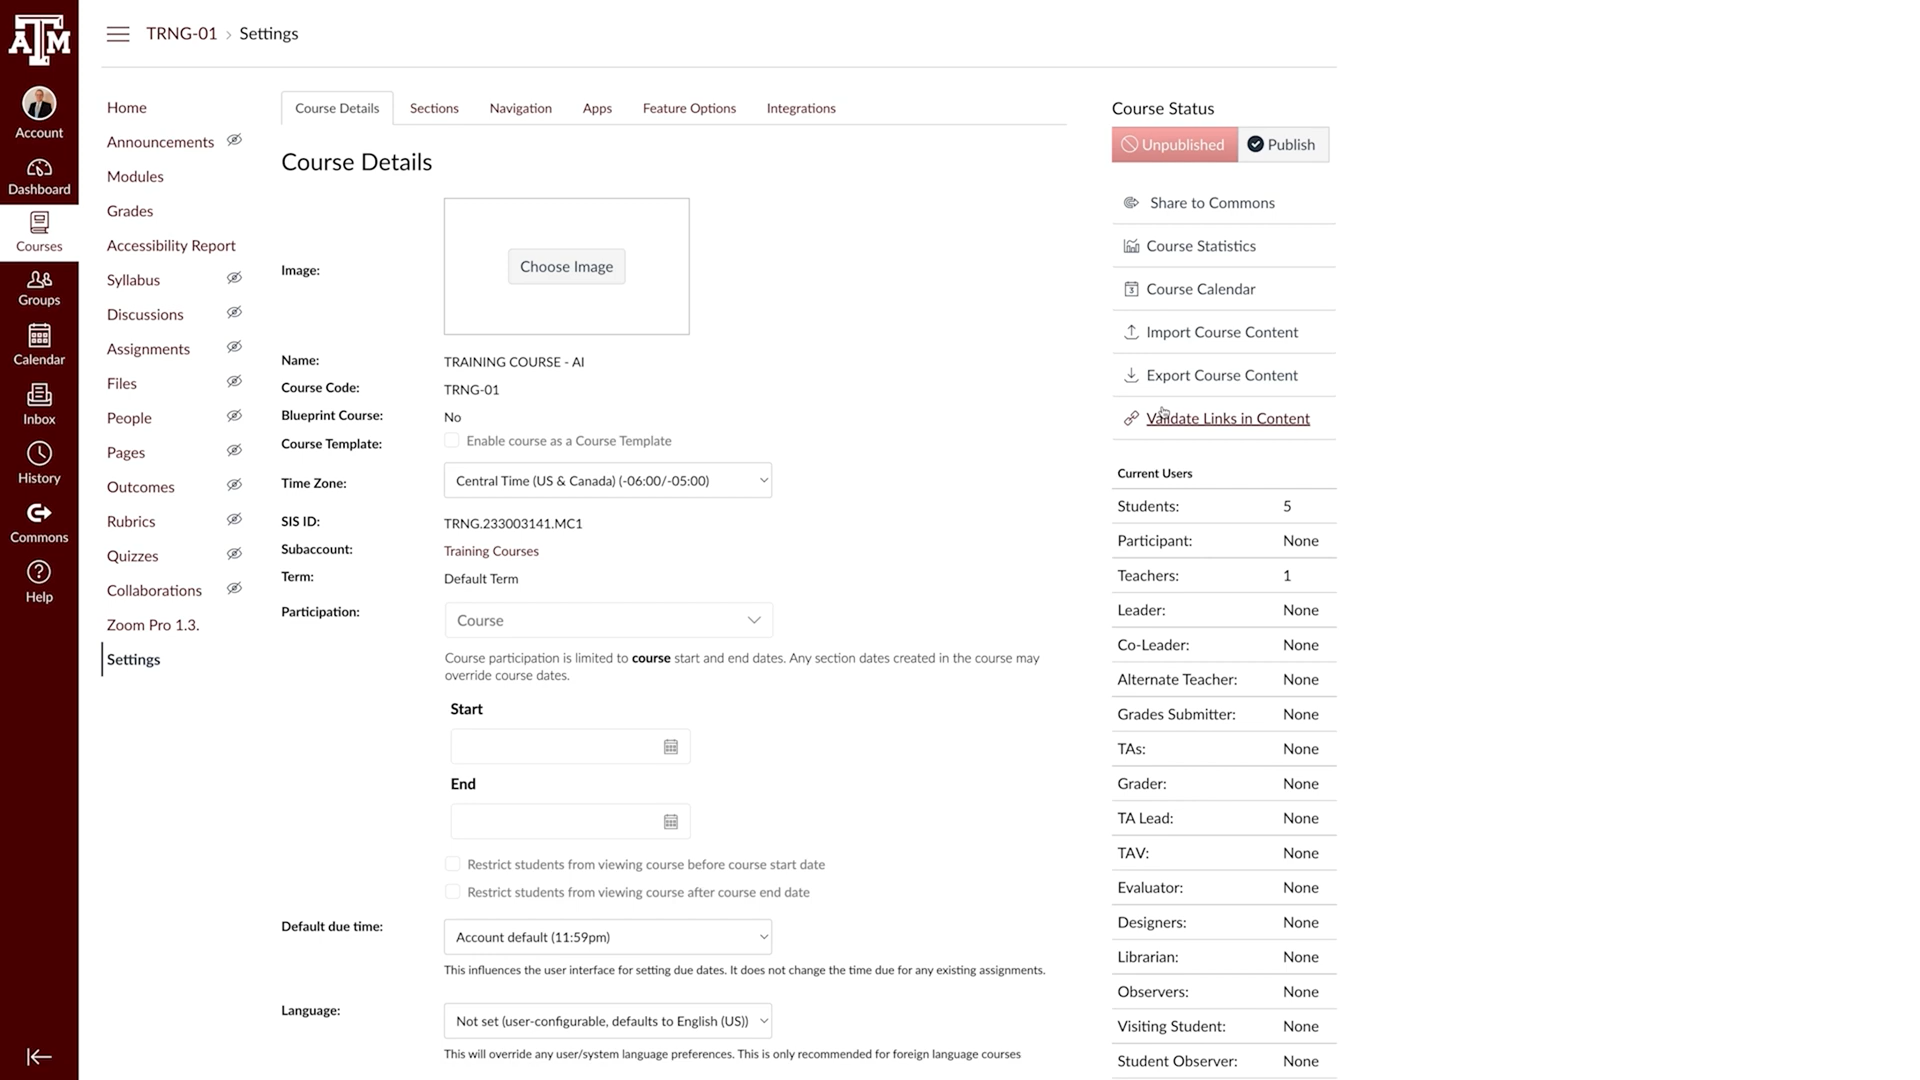 ATM
Account
Dashboard
Courses
Groups
Calendar
Inbox
History
Commons
Help
TRNG-01 › Settings
Home
Announcements
Modules
Grades
Accessibility Report
Syllabus
Discussions
Assignments
Files
People
Pages
Outcomes
Rubrics
Quizzes
Collaborations
Zoom Pro 1.3.
Settings
Course Details Sections Navigation Apps Feature Options Integrations
Course Details
Image: Choose Image
Name: TRAINING COURSE - AI
Course Code: TRNG-01
Blueprint Course: No
Course Template: Enable course as a Course Template
Time Zone: Central Time (US & Canada) (-06:00/-05:00)
SIS ID: TRNG.233003141.MC1
Subaccount: Training Courses
Term: Default Term
Participation: Course
Course participation is limited to course start and end dates. Any section dates created in the course may
override course dates.
Start
End
Restrict students from viewing course before course start date
Restrict students from viewing course after course end date
Default due time: Account default (11:59pm)
This influences the user interface for setting due dates. It does not change the time due for any existing assignments.
Language: Not set (user-configurable, defaults to English (US))
This will override any user/system language preferences. This is only recommended for foreign language courses
Course Status
Unpublished Publish
Share to Commons
Course Statistics
3 Course Calendar
Import Course Content
Export Course Content
Validate Links in Content
Current Users
Students: 5
Participant: None
Teachers: 1
Leader: None
Co-Leader: None
Alternate Teacher: None
Grades Submitter: None
TAs: None
Grader: None
TA Lead: None
TAV: None
Evaluator: None
Designers: None
Librarian: None
Observers: None
Visiting Student: None
Student Observer: None